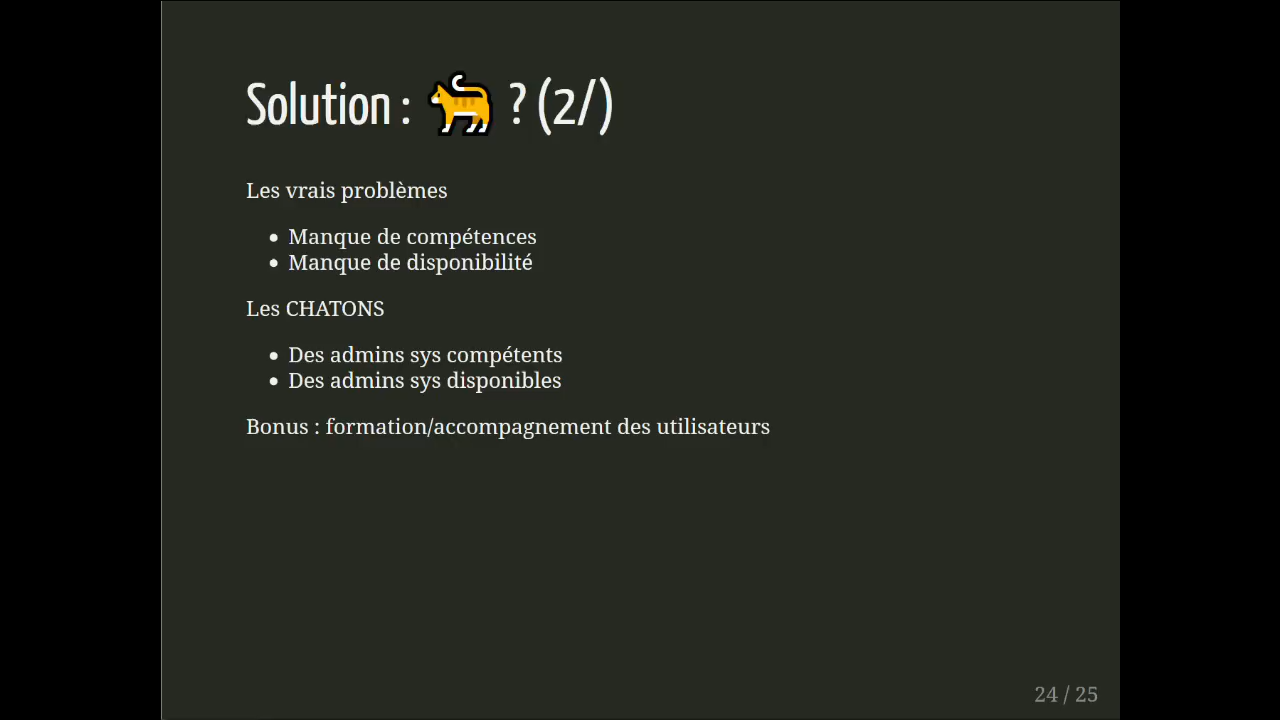 Solution : 🐈 ? (2/)
Les vrais problèmes
• Manque de compétences
• Manque de disponibilité
Les CHATONS
• Des admins sys compétents
• Des admins sys disponibles
Bonus : formation/accompagnement des utilisateurs
24 / 25